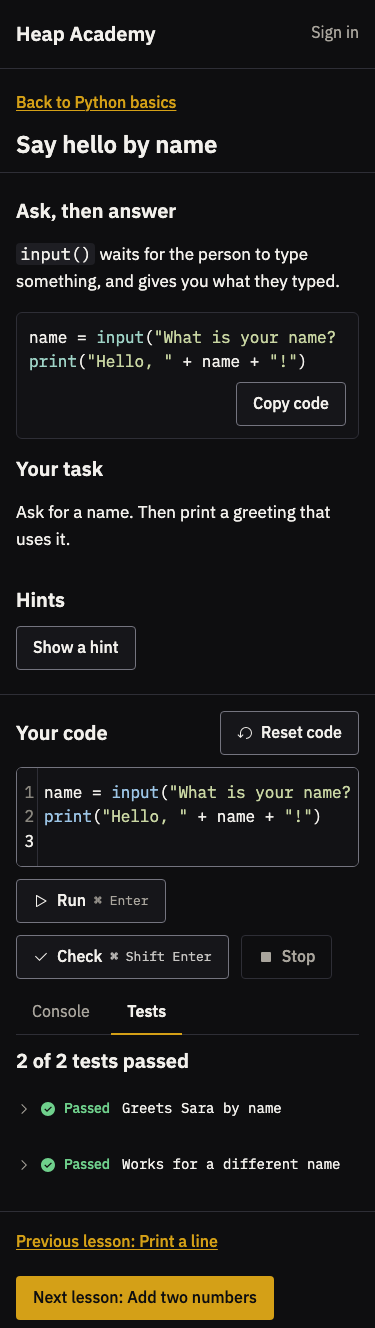 Heap Academy
Sign in
Back to Python basics
Say hello by name
Ask, then answer
input() waits for the person to type
something, and gives you what they typed.
name = input("What is your name?
print("Hello, " + name + "!")
Copy code
Your task
Ask for a name. Then print a greeting that
uses it.
Hints
Show a hint
Your code
Reset code
1 name = input("What is your name?
2 print("Hello, " + name + "!")
3
Run ⌘ Enter
Check ⌘ Shift Enter
Stop
Console
Tests
2 of 2 tests passed
Passed Greets Sara by name
Passed Works for a different name
Previous lesson: Print a line
Next lesson: Add two numbers